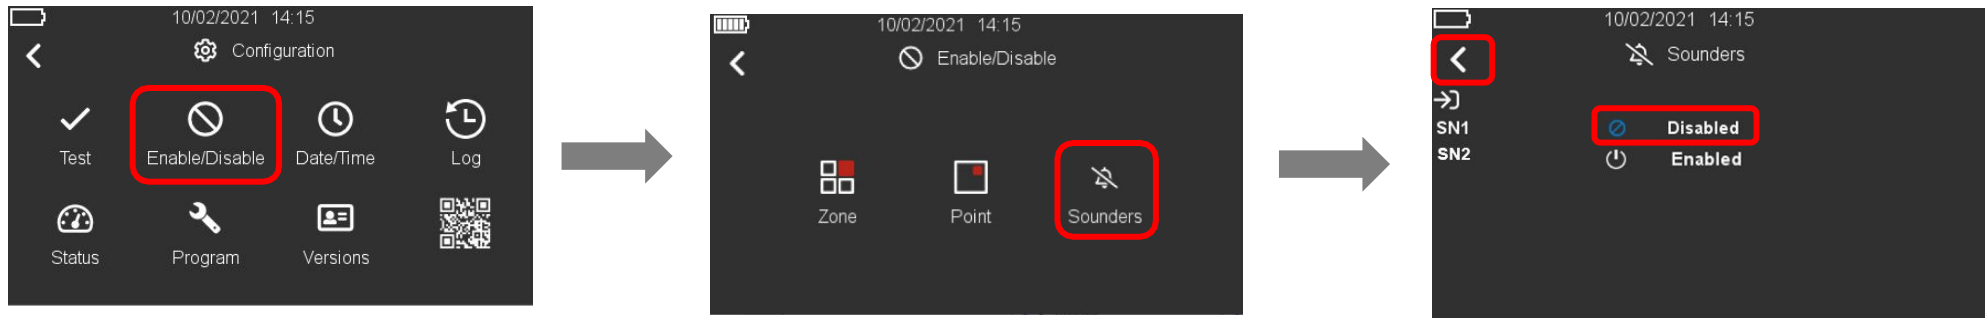 10/02/2021 14:15
Configuration
Test Enable/Disable Date/Time Log
Status Program Versions
10/02/2021 14:15
Enable/Disable
Zone Point Sounders
10/02/2021 14:15
Sounders
SN1 Disabled
SN2 Enabled